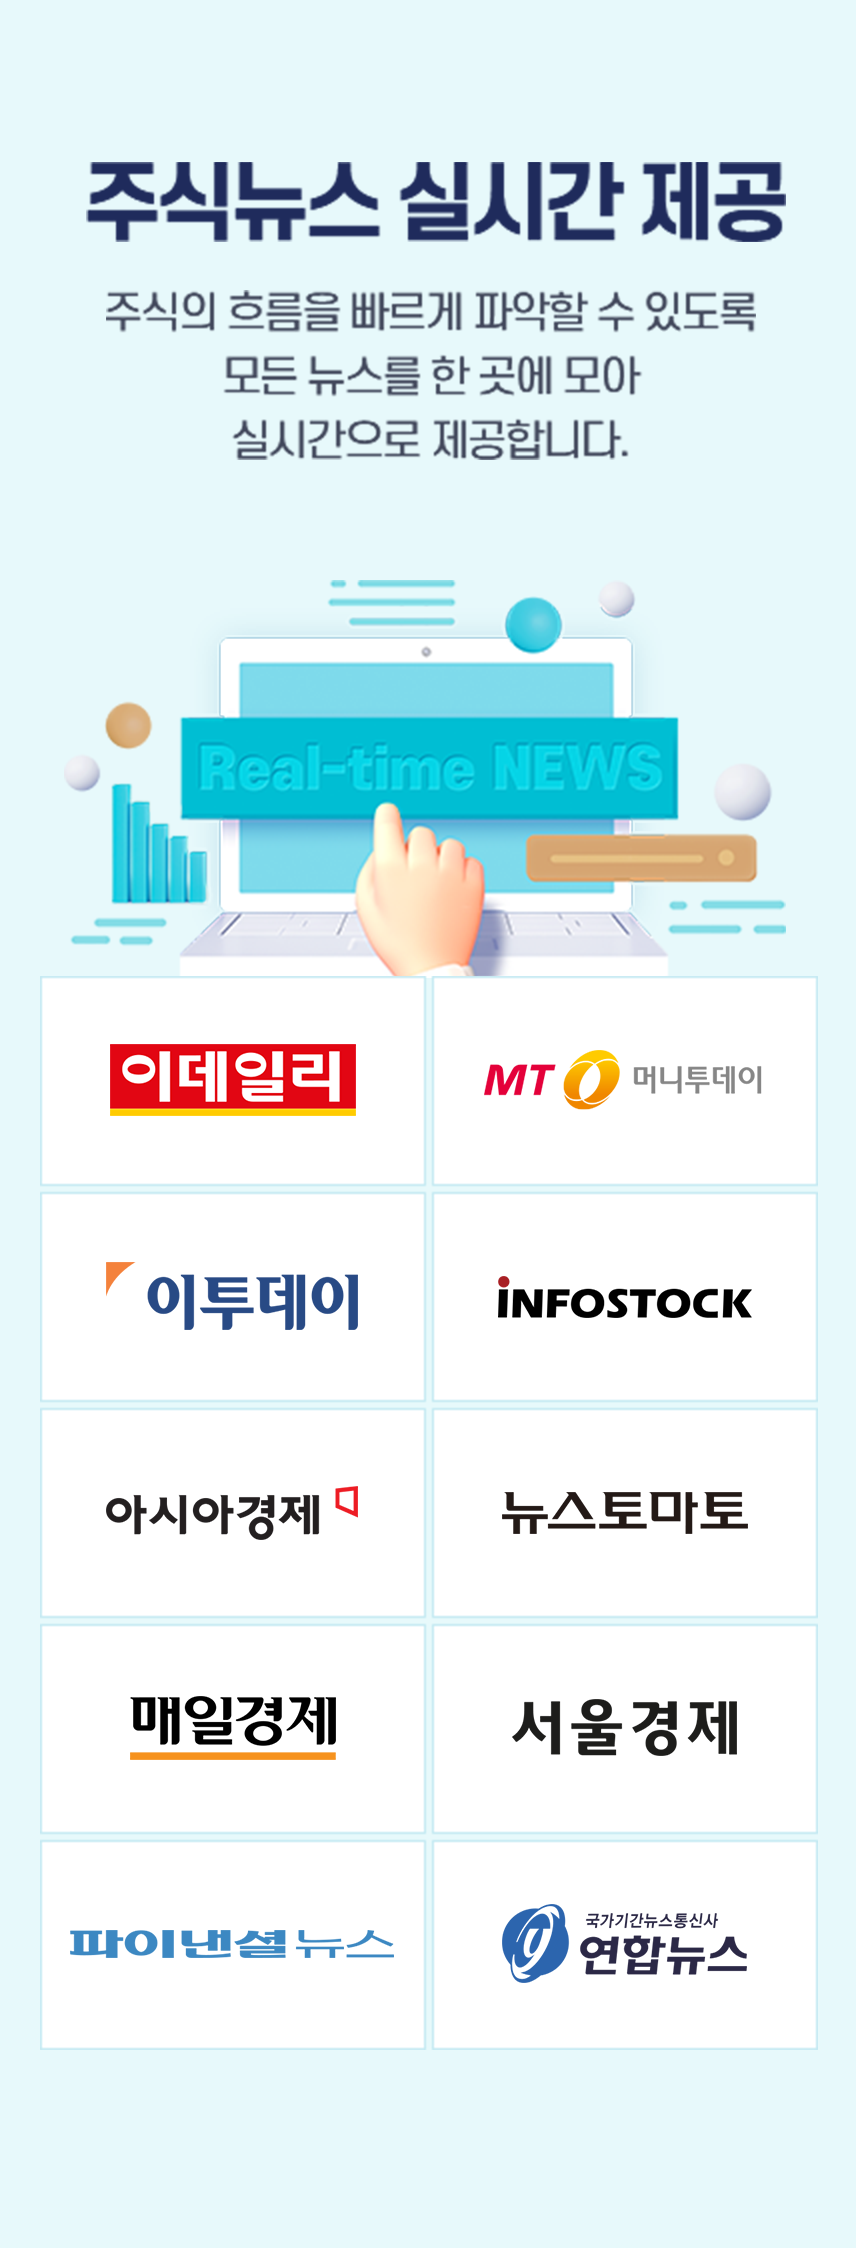 주식뉴스 실시간 제공
주식의 흐름을 빠르게 파악할 수 있도록
모든 뉴스를 한 곳에 모아
실시간으로 제공합니다.
Real-time NEWS
이데일리
MT 머니투데이
이투데이
INFOSTOCK
아시아경제
뉴스토마토
매일경제
서울경제
파이낸셜뉴스
국가기간뉴스통신사
연합뉴스